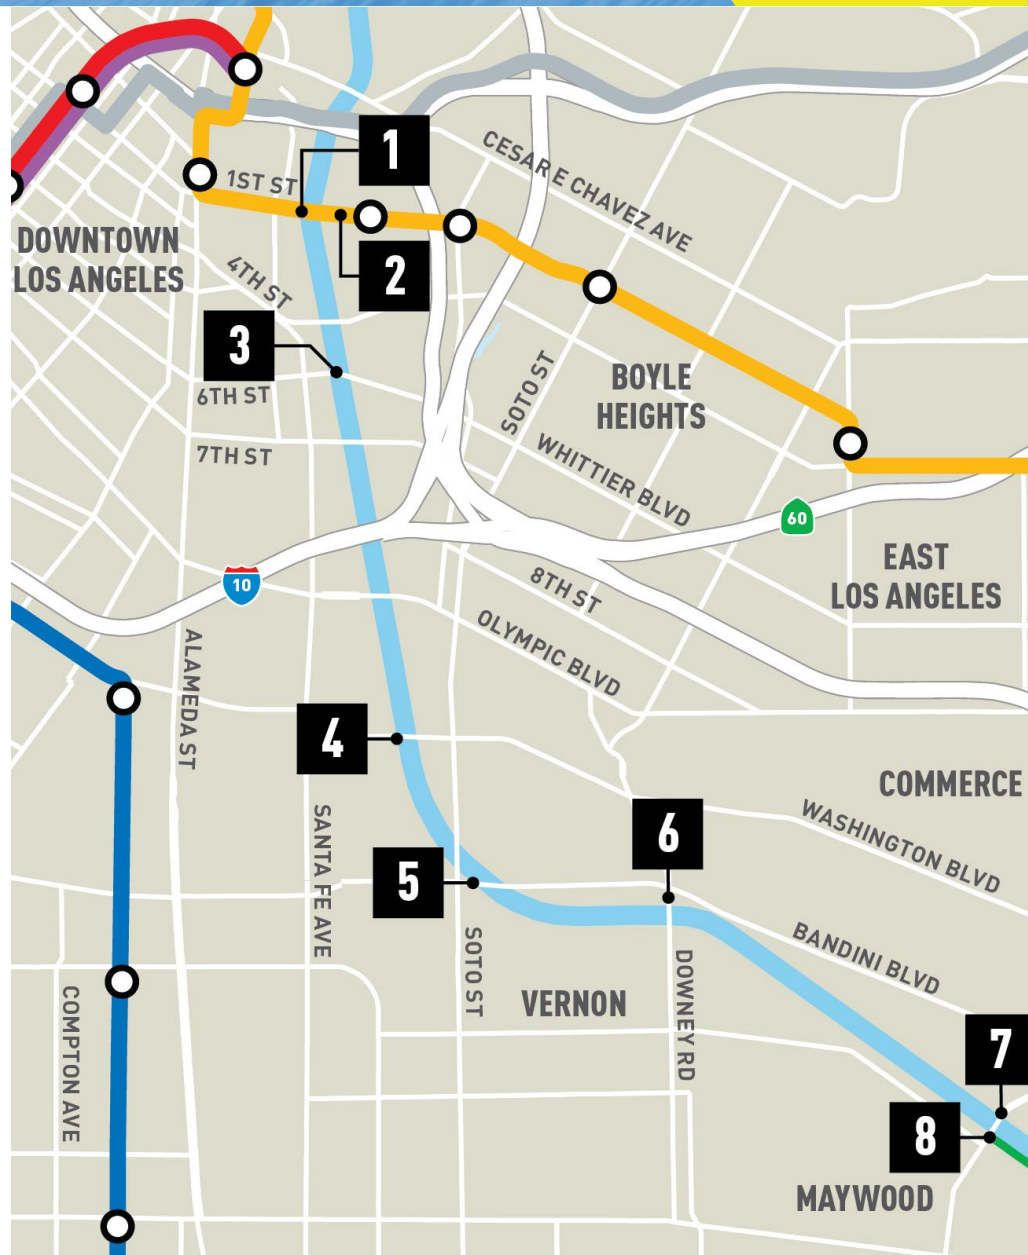 1
CESAR E CHAVEZ AVE
1ST ST
DOWNTOWN
LOS ANGELES
2
4TH ST
3
6TH ST
SOTO ST
BOYLE
HEIGHTS
7TH ST
WHITTIER BLVD
60
10
8TH ST
EAST
LOS ANGELES
OLYMPIC BLVD
ALAMEDA ST
4
COMMERCE
SANTA FE AVE
6
WASHINGTON BLVD
5
SOTO ST
DOWNEY RD
BANDINI BLVD
VERNON
COMPTON AVE
7
8
MAYWOOD